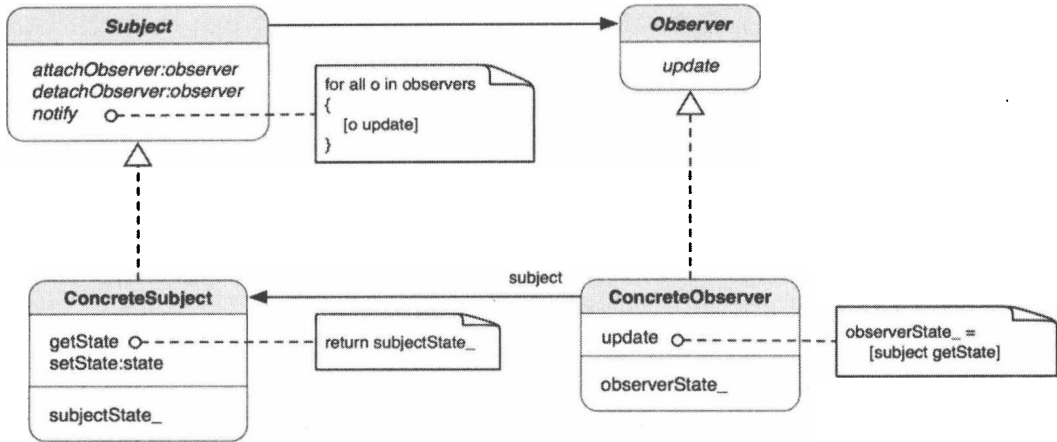 Subject
attachObserver:observer
detachObserver:observer
notify
for all o in observers
{
[o update]
}
Observer
update
subject
ConcreteSubject
getState
setState:state
subjectState_
return subjectState_
ConcreteObserver
update
observerState_
observerState_ =
[subject getState]